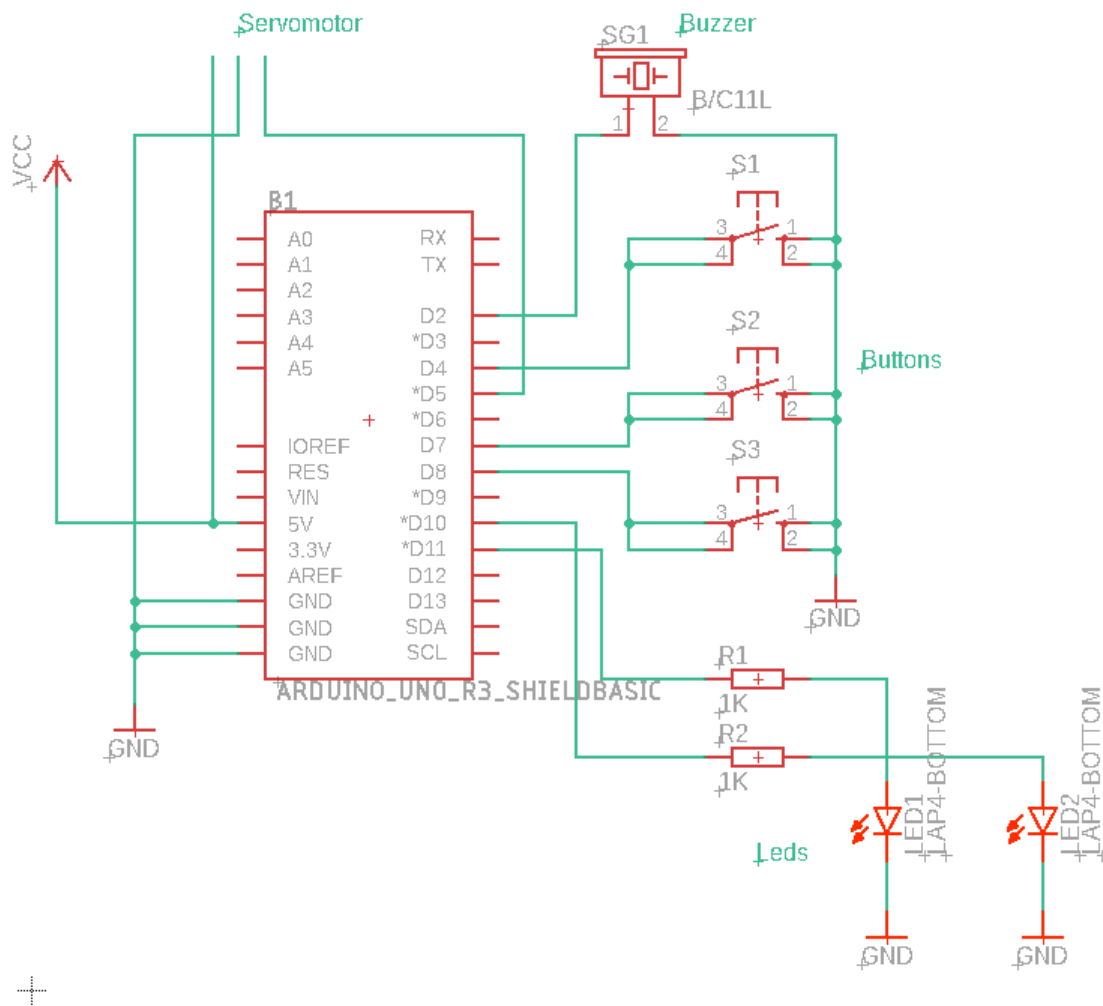 Servomotor
Buzzer
SG1
B/C11L
1
2
VCC
S1
3
1
4
2
B1
A0
RX
A1
TX
A2
A3
D2
A4
*D3
A5
D4
*D5
*D6
IOREF
D7
RES
D8
VIN
*D9
5V
*D10
3.3V
*D11
AREF
D12
GND
D13
GND
SDA
GND
SCL
ARDUINO_UNO_R3_SHIELDBASIC
GND
S2
3
1
4
2
Buttons
S3
3
1
4
2
GND
R1
1K
R2
1K
LED1
LAP4-BOTTOM
LED2
LAP4-BOTTOM
Leds
GND
GND